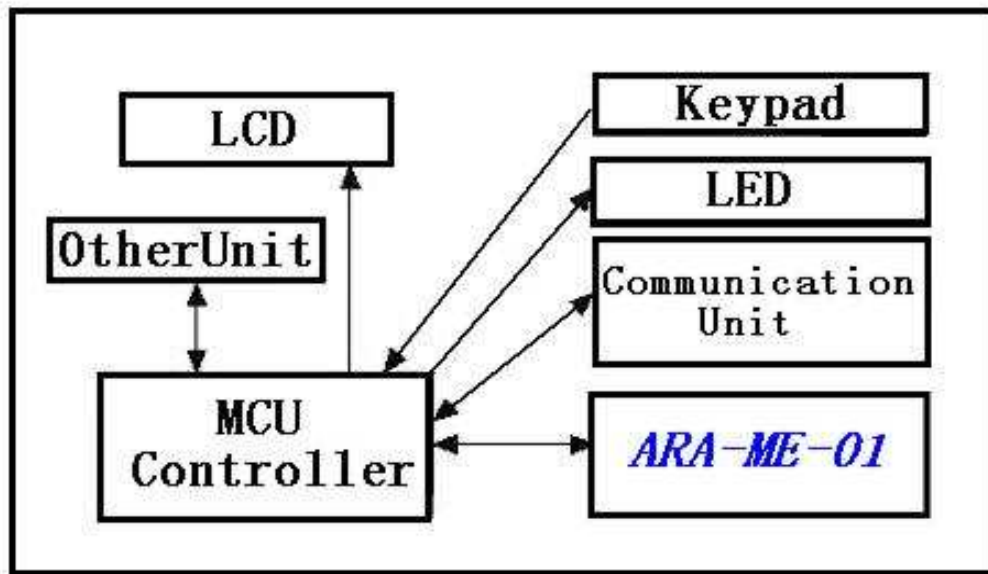 LCD
Keypad
LED
OtherUnit
Communication
Unit
MCU
Controller
ARA-ME-01